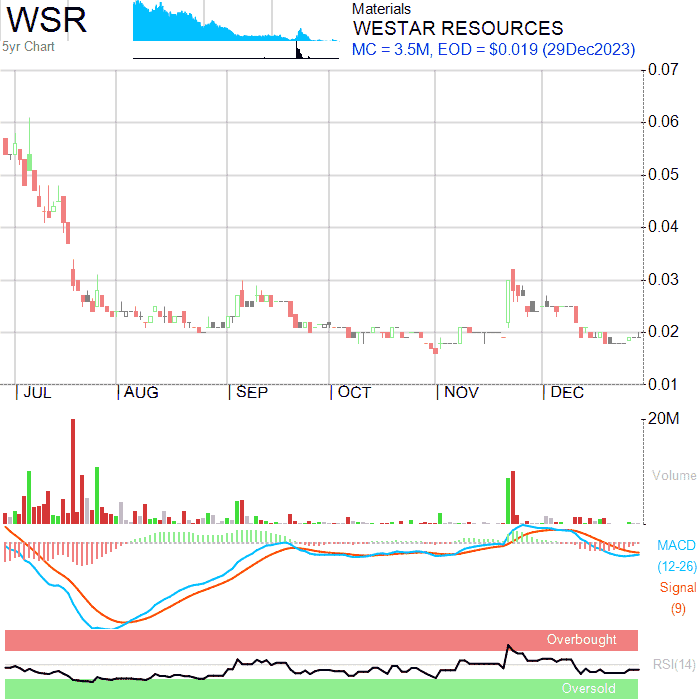 WSR
5yr Chart
Materials
WESTAR RESOURCES
MC = 3.5M, EOD = $0.019 (29Dec2023)
0.07
0.06
0.05
0.04
0.03
0.02
0.01
JUL AUG SEP OCT NOV DEC
20M
Volume
0.0
MACD
(12-26)
Signal
(9)
Overbought
RSI(14)
Oversold